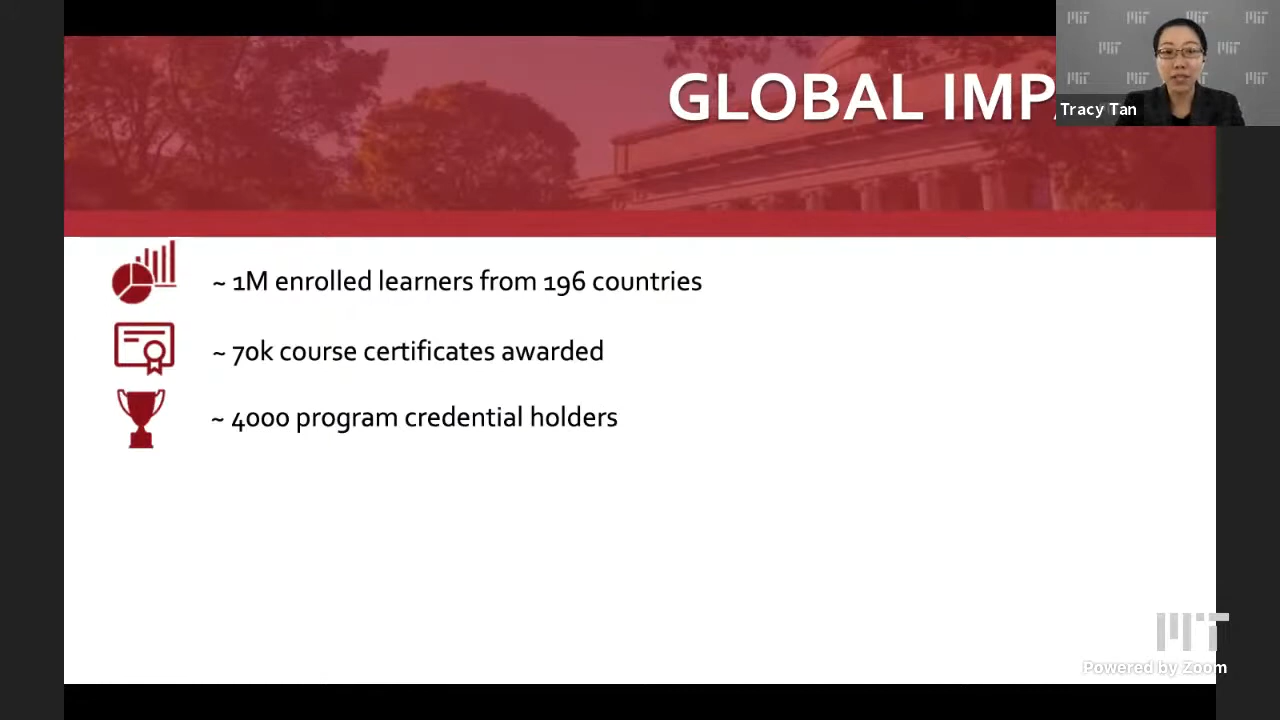 GLOBAL IMP
Tracy Tan
~ 1M enrolled learners from 196 countries
~ 70k course certificates awarded
~ 4000 program credential holders
MIT
Powered by Zoom